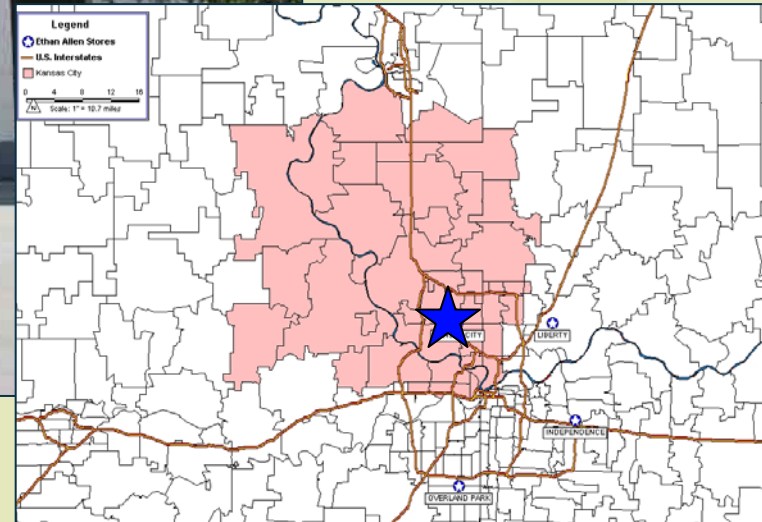 Legend
Ethan Allen Stores
U.S. Interstates
Kansas City
0 4 8 12 16
N Scale: 1" = 10.7 miles
CITY
LIBERTY
INDEPENDENCE
OVERLAND PARK